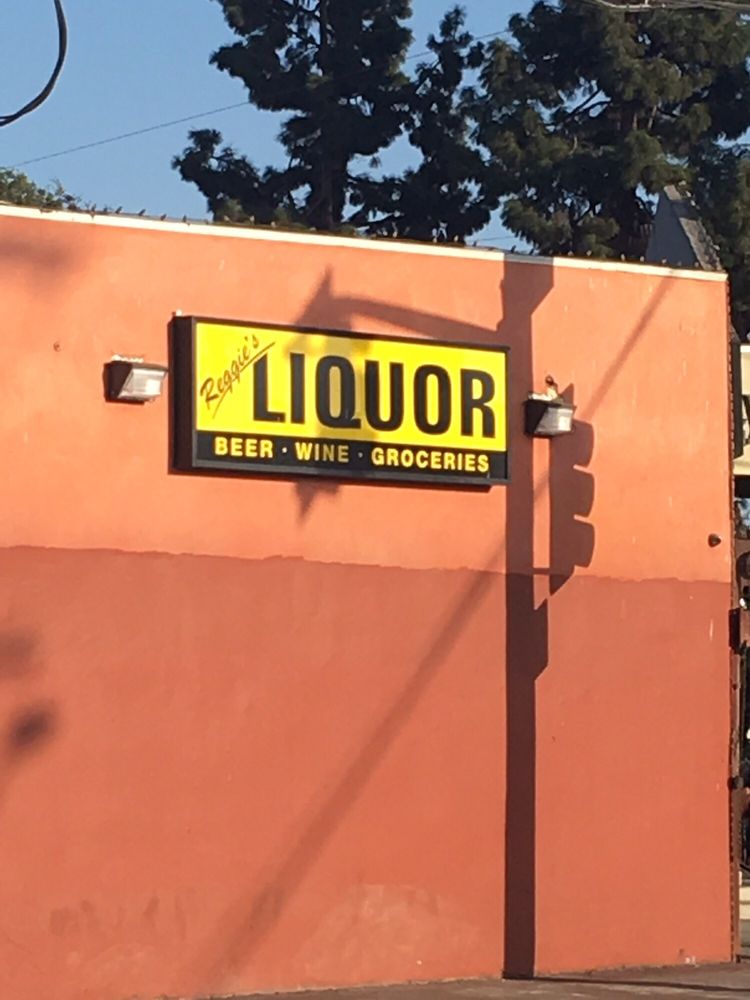 Reggie's
LIQUOR
BEER · WINE · GROCERIES